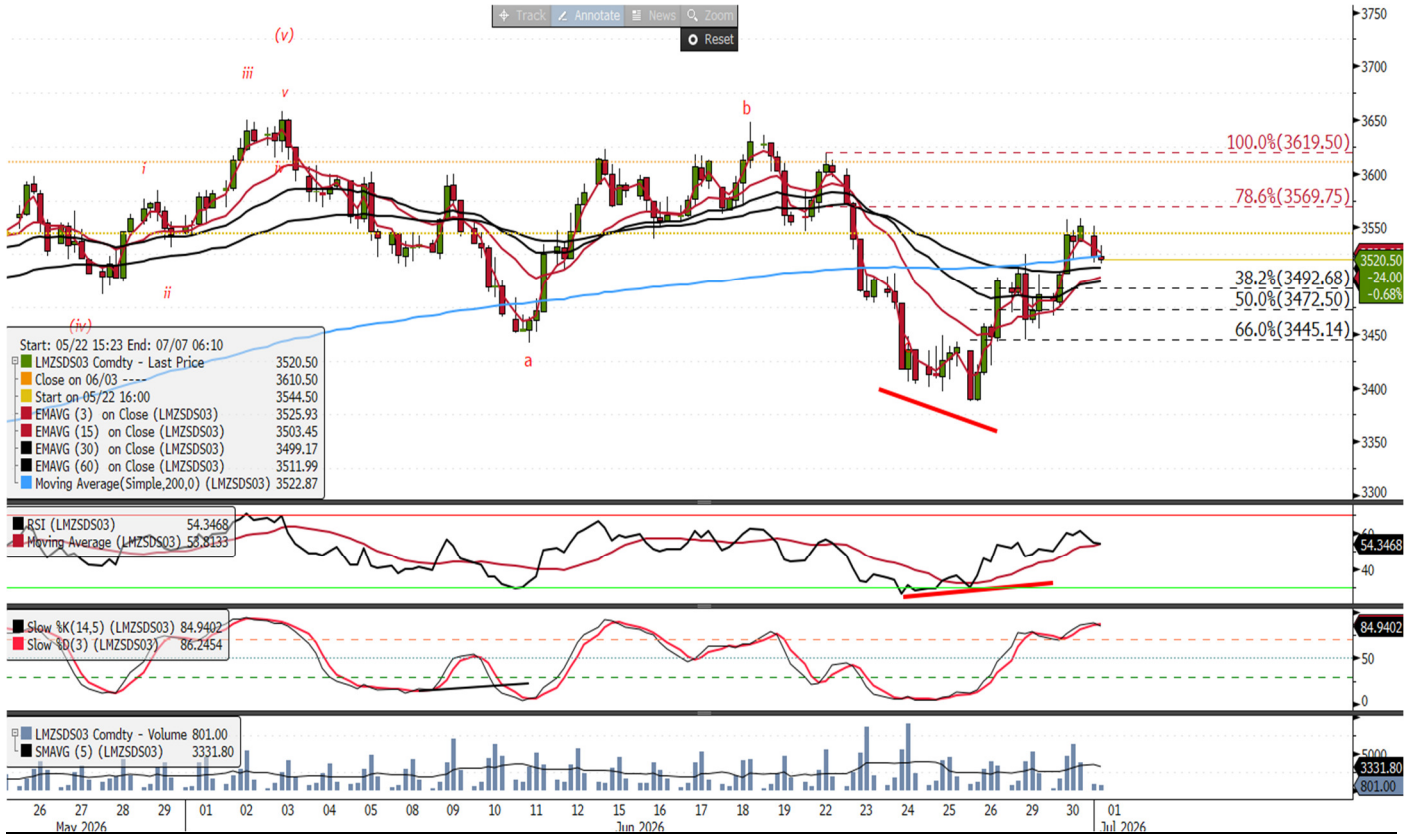 Track Annotate News Zoom
Reset
(v)
iii
v
i
iv
ii
(iv)
a
b
100.0%(3619.50)
78.6%(3569.75)
38.2%(3492.68)
50.0%(3472.50)
66.0%(3445.14)
3750
3700
3650
3600
3550
3520.50
-24.00
-0.68%
3450
3400
3350
3300
Start: 05/22 15:23 End: 07/07 06:10
LMZSDS03 Comdty - Last Price 3520.50
Close on 06/03 ---- 3610.50
Start on 05/22 16:00 3544.50
EMAVG (3) on Close (LMZSDS03) 3525.93
EMAVG (15) on Close (LMZSDS03) 3503.45
EMAVG (30) on Close (LMZSDS03) 3499.17
EMAVG (60) on Close (LMZSDS03) 3511.99
Moving Average(Simple,200,0) (LMZSDS03) 3522.87
RSI (LMZSDS03) 54.3468
Moving Average (LMZSDS03) 53.8133
60
54.3468
40
Slow %K(14,5) (LMZSDS03) 84.9402
Slow %D(3) (LMZSDS03) 86.2454
84.9402
50
0
LMZSDS03 Comdty - Volume 801.00
SMAVG (5) (LMZSDS03) 3331.80
5000
3331.80
801.00
26 27 28 29 01 02 03 04 05 08 09 10 11 12 15 16 17 18 19 22 23 24 25 26 29 30 01
May 2026 Jun 2026 Jul 2026